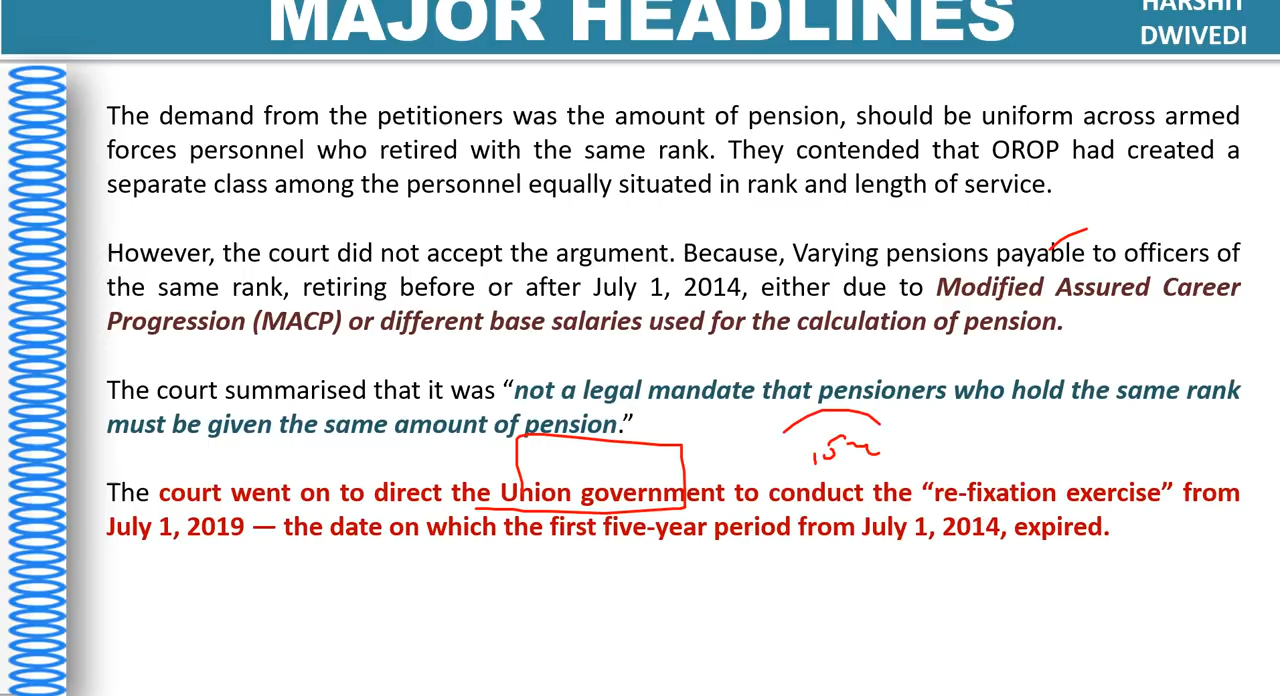 MAJOR HEADLINES
HARSHIT
DWIVEDI
The demand from the petitioners was the amount of pension, should be uniform across armed
forces personnel who retired with the same rank. They contended that OROP had created a
separate class among the personnel equally situated in rank and length of service.
However, the court did not accept the argument. Because, Varying pensions payable to officers of
the same rank, retiring before or after July 1, 2014, either due to Modified Assured Career
Progression (MACP) or different base salaries used for the calculation of pension.
The court summarised that it was “not a legal mandate that pensioners who hold the same rank
must be given the same amount of pension.”
The court went on to direct the Union government to conduct the “re-fixation exercise” from
July 1, 2019 — the date on which the first five-year period from July 1, 2014, expired.